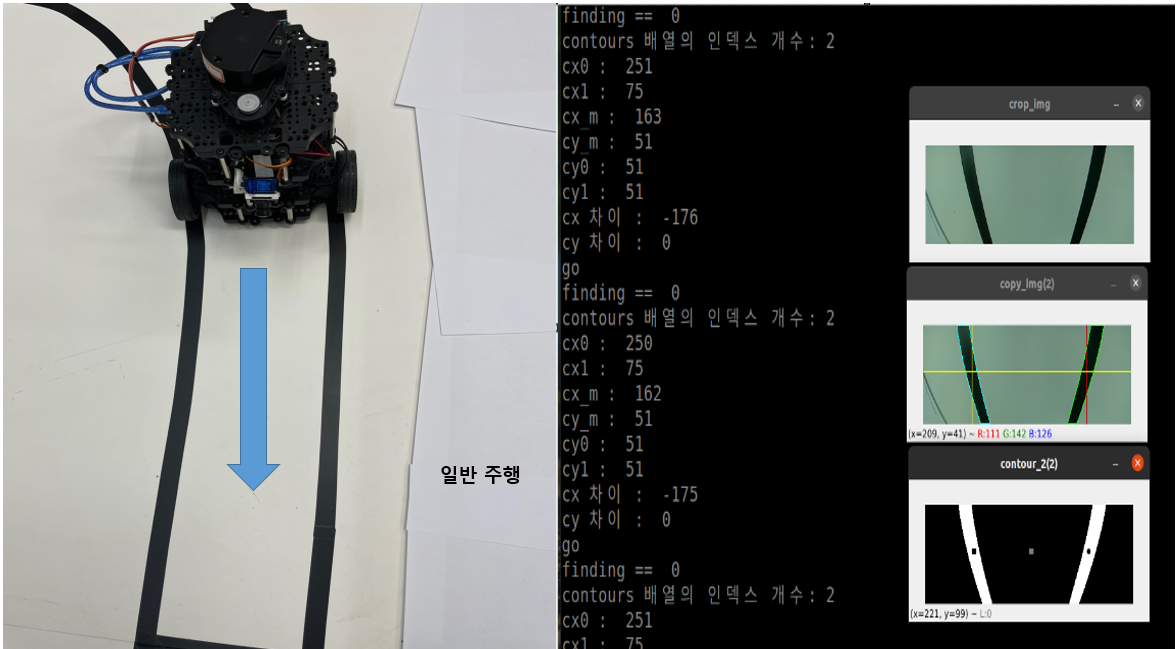 일반 주행
finding == 0
contours 배열의 인덱스 개수: 2
cx0 : 251
cx1 : 75
cx_m : 163
cy_m : 51
cy0 : 51
cy1 : 51
cx 차이 : -176
cy 차이 : 0
go
finding == 0
contours 배열의 인덱스 개수: 2
cx0 : 250
cx1 : 75
cx_m : 162
cy_m : 51
cy0 : 51
cy1 : 51
cx 차이 : -175
cy 차이 : 0
go
finding == 0
contours 배열의 인덱스 개수: 2
cx0 : 251
cx1 : 75
crop_img
copy_img(2)
(x=209, y=41) ~ R:111 G:142 B:126
contour_2(2)
(x=221, y=99) ~ L:0